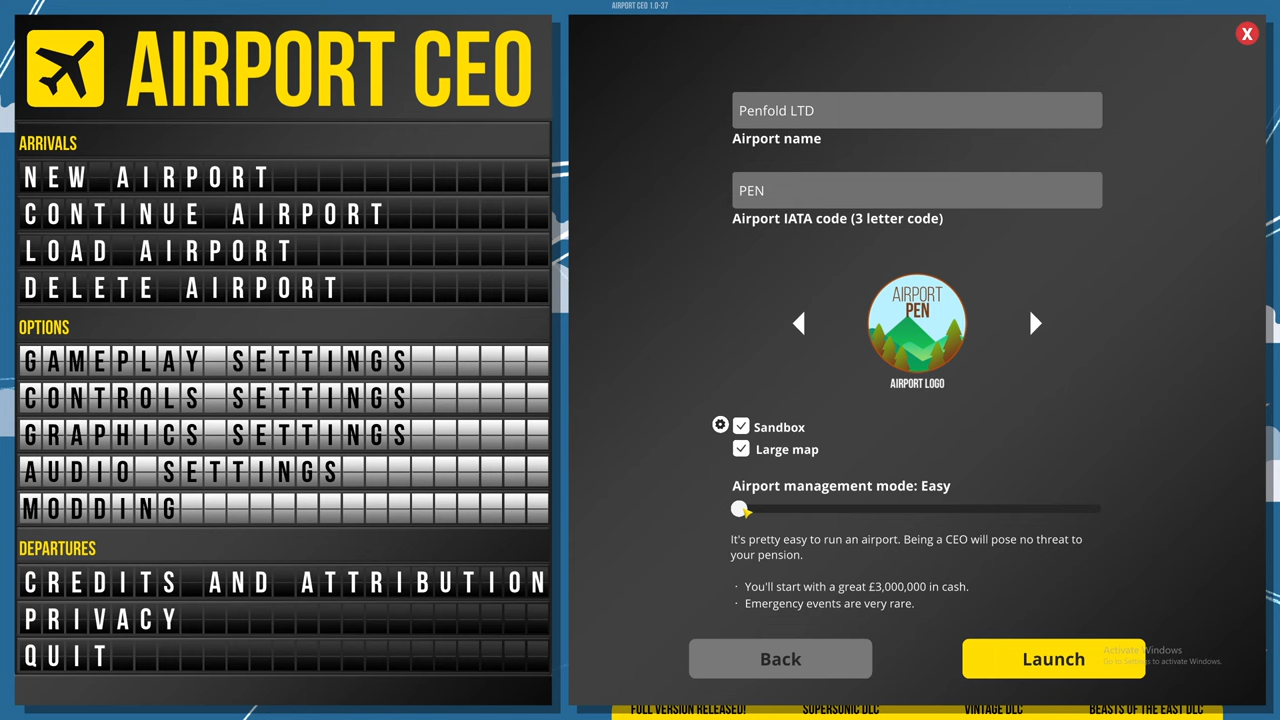 AIRPORT CEO 1.0-37
AIRPORT CEO
ARRIVALS
NEW AIRPORT
CONTINUE AIRPORT
LOAD AIRPORT
DELETE AIRPORT
OPTIONS
GAMEPLAY SETTINGS
CONTROLS SETTINGS
GRAPHICS SETTINGS
AUDIO SETTINGS
MODDING
DEPARTURES
CREDITS AND ATTRIBUTION
PRIVACY
QUIT
X
Penfold LTD
Airport name
PEN
Airport IATA code (3 letter code)
AIRPORT
PEN
AIRPORT LOGO
Sandbox
Large map
Airport management mode: Easy
It's pretty easy to run an airport. Being a CEO will pose no threat to
your pension.
· You'll start with a great £3,000,000 in cash.
· Emergency events are very rare.
Back
Launch
Activate Windows
Go to Settings to activate Windows.
FULL VERSION RELEASED! SUPERSONIC DLC VINTAGE DLC BEASTS OF THE EAST DLC